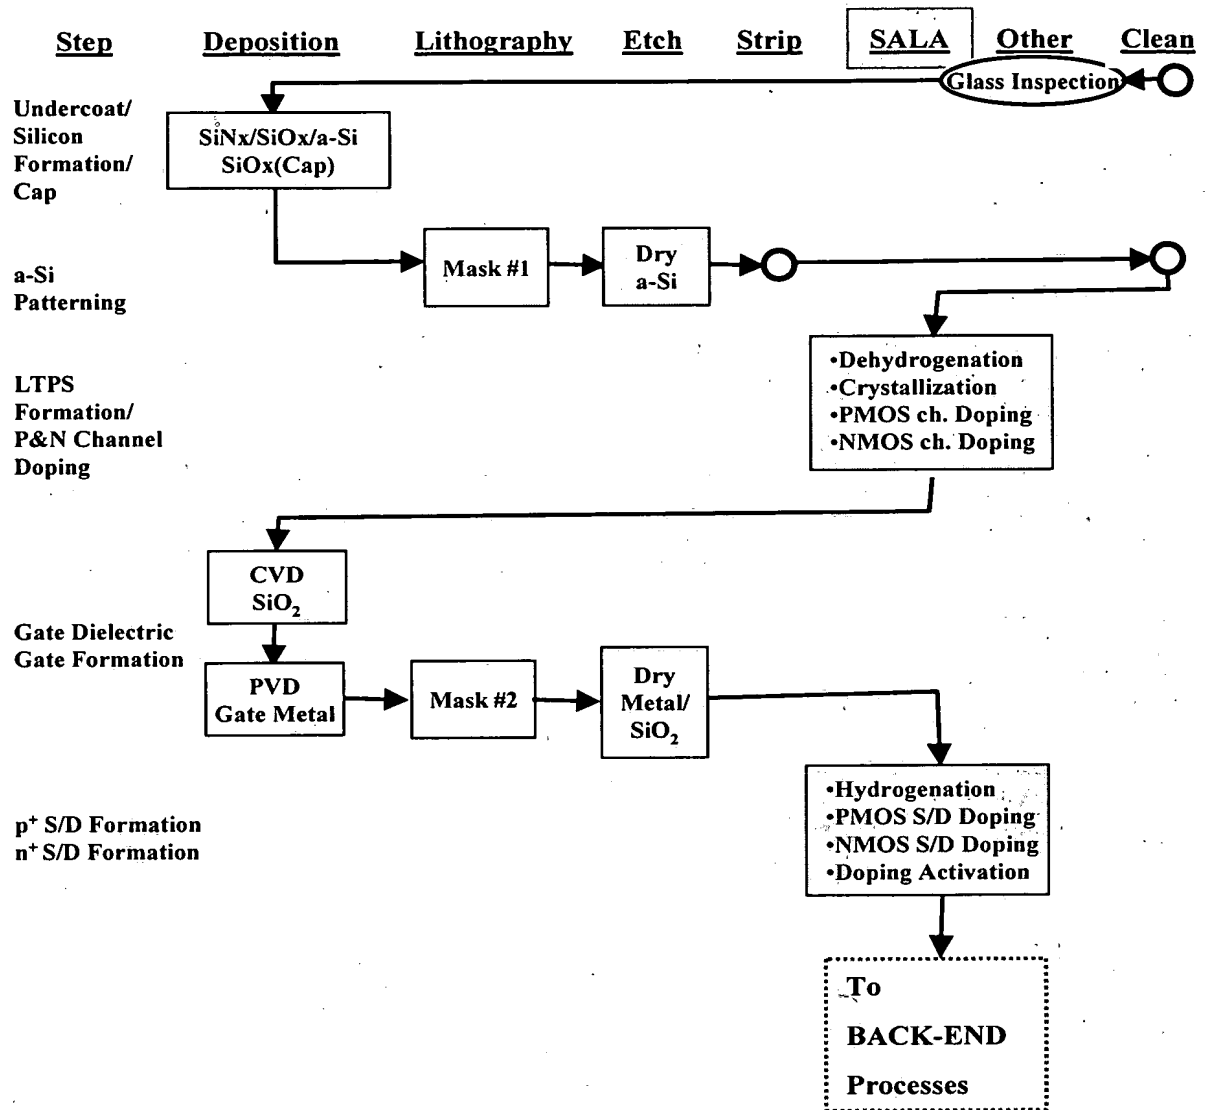 Step Deposition Lithography Etch Strip SALA Other Clean
Glass Inspection
Undercoat/
Silicon
Formation/
Cap
SiNx/SiOx/a-Si
SiOx(Cap)
a-Si
Patterning
Mask #1
Dry
a-Si
LTPS
Formation/
P&N Channel
Doping
•Dehydrogenation
•Crystallization
•PMOS ch. Doping
•NMOS ch. Doping
CVD
SiO₂
Gate Dielectric
Gate Formation
PVD
Gate Metal
Mask #2
Dry
Metal/
SiO₂
p⁺ S/D Formation
n⁺ S/D Formation
•Hydrogenation
•PMOS S/D Doping
•NMOS S/D Doping
•Doping Activation
To
BACK-END
Processes